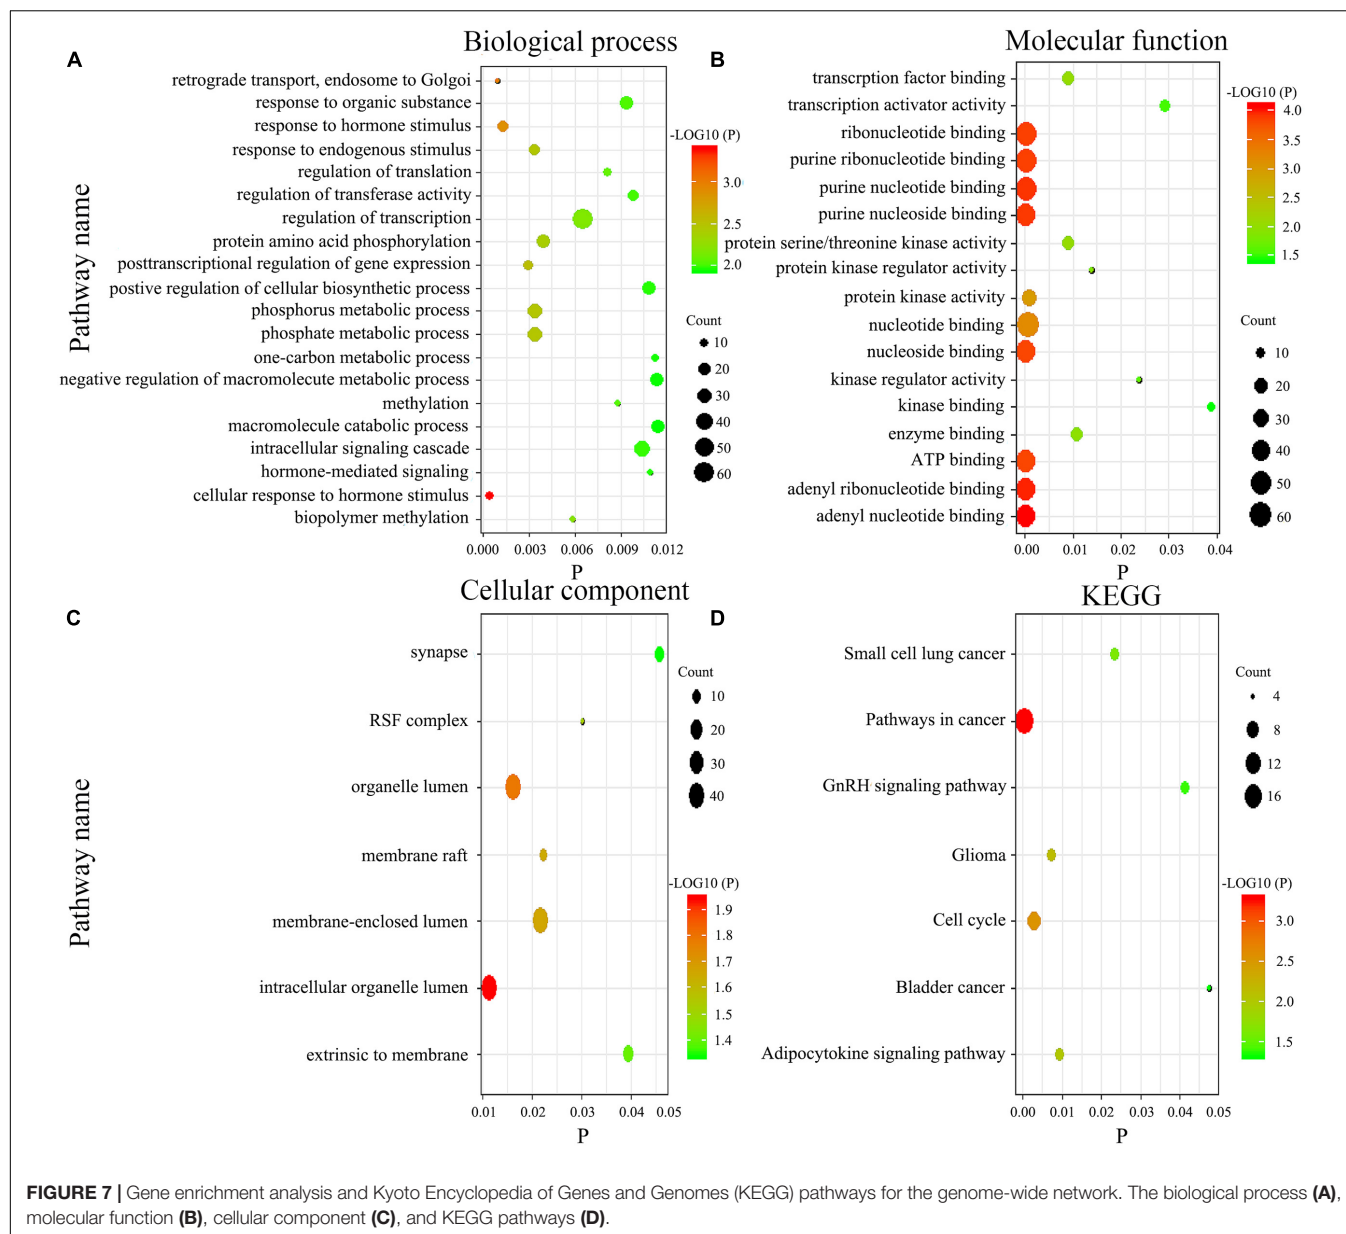 A
Biological process
Pathway name
retrograde transport, endosome to Golgi
response to organic substance
response to hormone stimulus
response to endogenous stimulus
regulation of translation
regulation of transferase activity
regulation of transcription
protein amino acid phosphorylation
posttranscriptional regulation of gene expression
postive regulation of cellular biosynthetic process
phosphorus metabolic process
phosphate metabolic process
one-carbon metabolic process
negative regulation of macromolecute metabolic process
methylation
macromolecule catabolic process
intracellular signaling cascade
hormone-mediated signaling
cellular response to hormone stimulus
biopolymer methylation
0.000 0.003 0.006 0.009 0.012
P
-LOG10 (P)
3.0
2.5
2.0
Count
10
20
30
40
50
60
B
Molecular function
transcrption factor binding
transcription activator activity
ribonucleotide binding
purine ribonucleotide binding
purine nucleotide binding
purine nucleoside binding
protein serine/threonine kinase activity
protein kinase regulator activity
protein kinase activity
nucleotide binding
nucleoside binding
kinase regulator activity
kinase binding
enzyme binding
ATP binding
adenyl ribonucleotide binding
adenyl nucleotide binding
0.00 0.01 0.02 0.03 0.04
P
-LOG10 (P)
4.0
3.5
3.0
2.5
2.0
1.5
Count
10
20
30
40
50
60
C
Cellular component
Pathway name
synapse
RSF complex
organelle lumen
membrane raft
membrane-enclosed lumen
intracellular organelle lumen
extrinsic to membrane
0.01 0.02 0.03 0.04 0.05
P
Count
10
20
30
40
-LOG10 (P)
1.9
1.8
1.7
1.6
1.5
1.4
D
KEGG
Small cell lung cancer
Pathways in cancer
GnRH signaling pathway
Glioma
Cell cycle
Bladder cancer
Adipocytokine signaling pathway
0.00 0.01 0.02 0.03 0.04 0.05
P
Count
4
8
12
16
-LOG10 (P)
3.0
2.5
2.0
1.5
FIGURE 7 | Gene enrichment analysis and Kyoto Encyclopedia of Genes and Genomes (KEGG) pathways for the genome-wide network. The biological process (A),
molecular function (B), cellular component (C), and KEGG pathways (D).